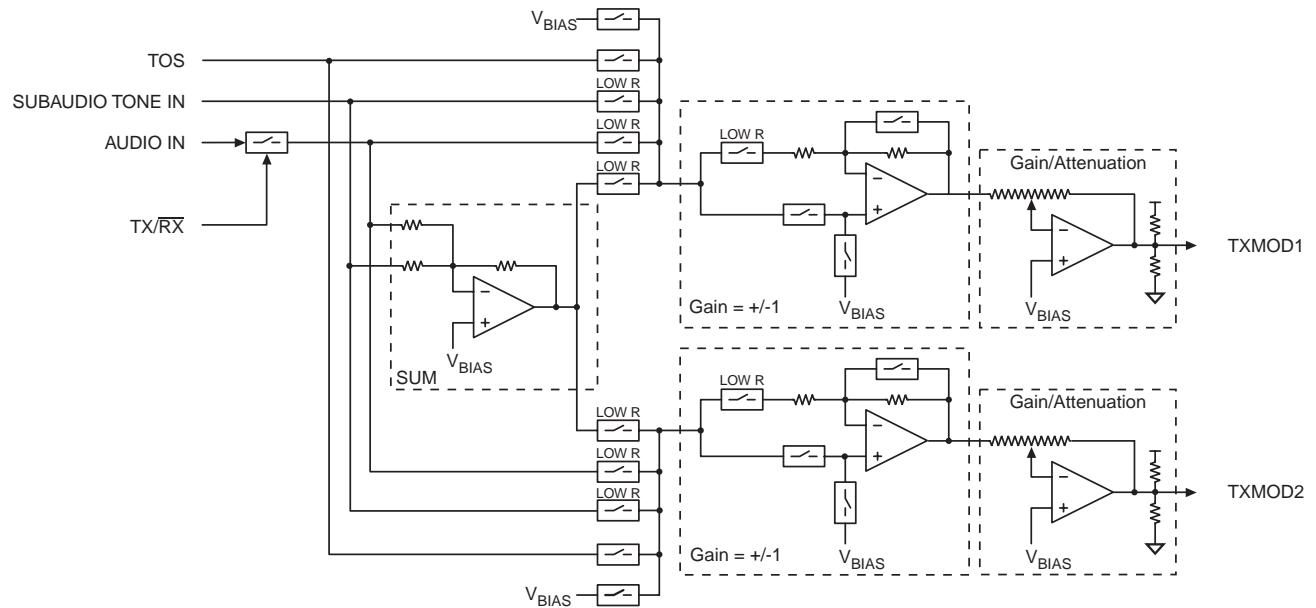 VBIAS
TOS
LOW R
SUBAUDIO TONE IN
LOW R
AUDIO IN
LOW R
TX/RX
LOW R
Gain/Attenuation
TXMOD1
−
+
−
+
VBIAS
VBIAS
Gain = +/-1
−
+
VBIAS
SUM
LOW R
LOW R
LOW R
VBIAS
LOW R
Gain/Attenuation
TXMOD2
−
+
−
+
VBIAS
VBIAS
Gain = +/-1